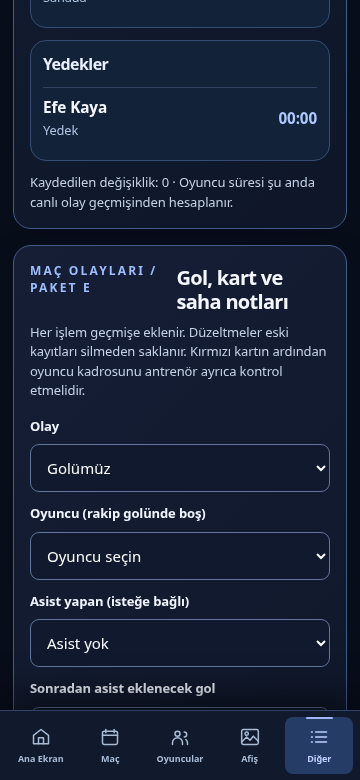 Yedekler
Efe Kaya
00:00
Yedek
Kaydedilen değişiklik: 0 · Oyuncu süresi şu anda
canlı olay geçmişinden hesaplanır.
MAÇ OLAYLARI /
PAKET E
Gol, kart ve
saha notları
Her işlem geçmişe eklenir. Düzeltmeler eski
kayıtları silmeden saklanır. Kırmızı kartın ardından
oyuncu kadrosunu antrenör ayrıca kontrol
etmelidir.
Olay
Golümüz
Oyuncu (rakip golünde boş)
Oyuncu seçin
Asist yapan (isteğe bağlı)
Asist yok
Sonradan asist eklenecek gol
Ana Ekran
Maç
Oyuncular
Afiş
Diğer